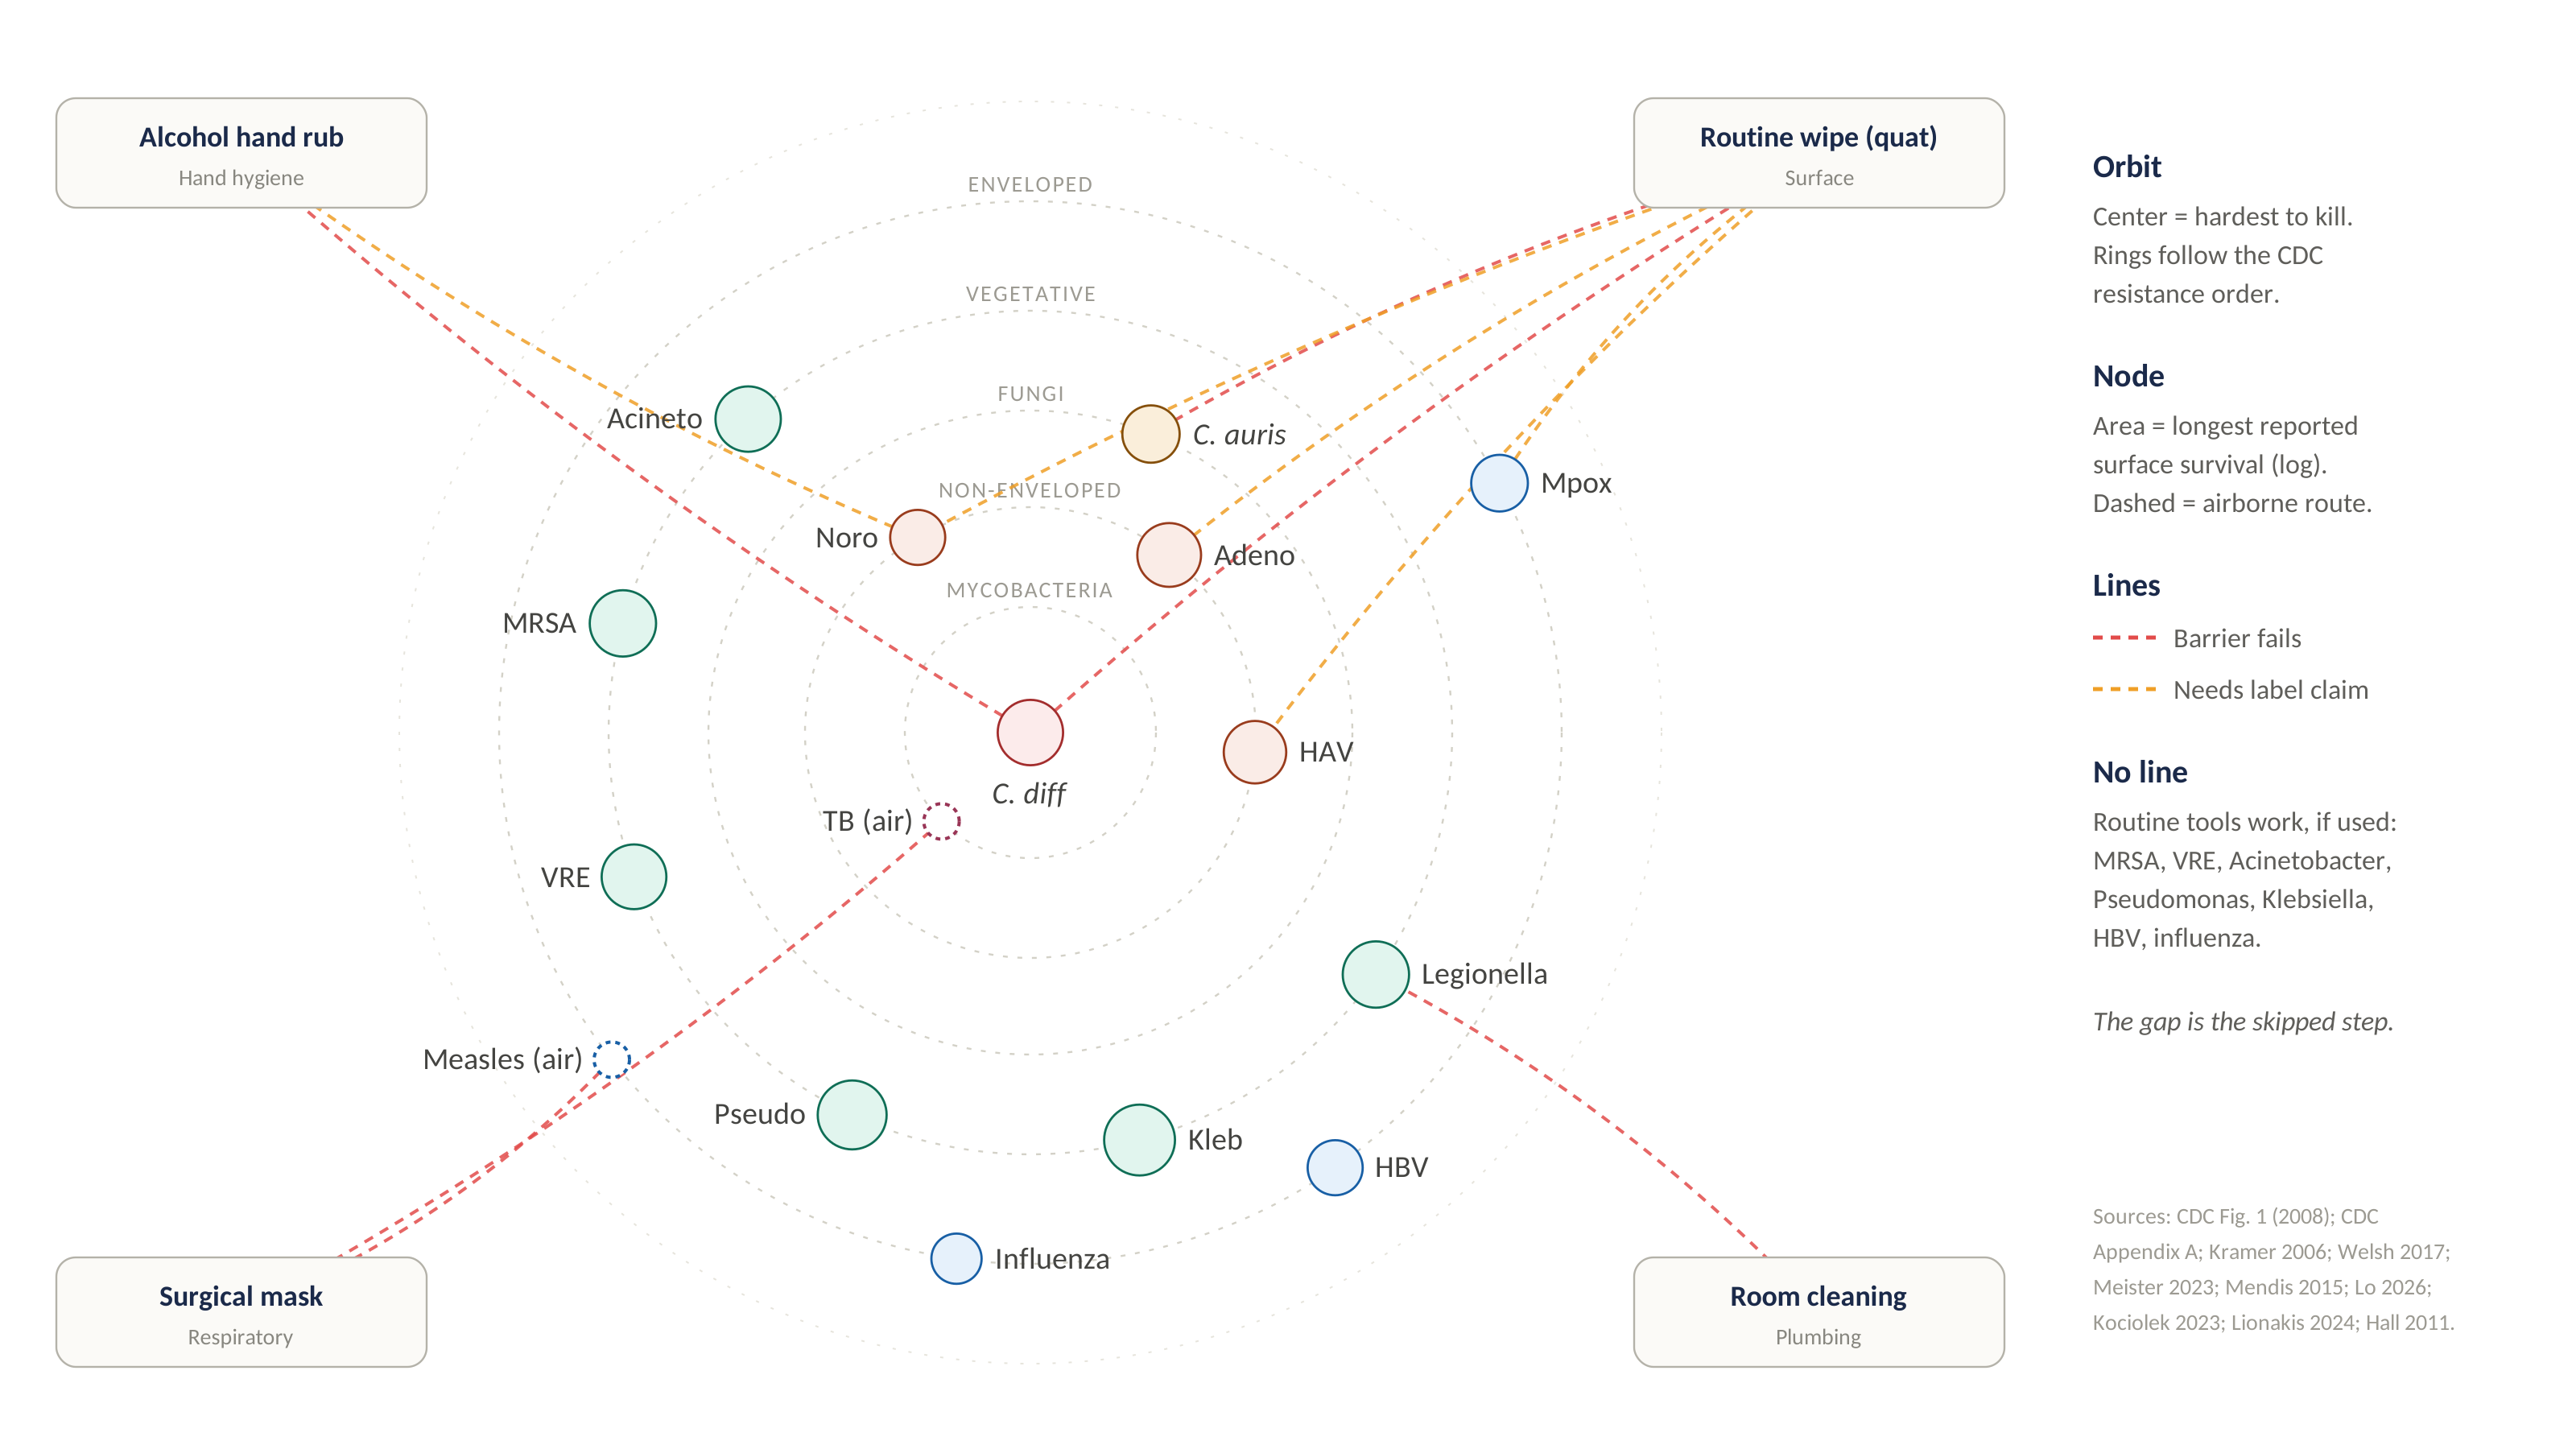 Alcohol hand rub
Hand hygiene
Routine wipe (quat)
Surface
ENVELOPED
VEGETATIVE
FUNGI
NON-ENVELOPED
MYCOBACTERIA
Acineto
C. auris
Mpox
Noro
Adeno
MRSA
C. diff
HAV
TB (air)
VRE
Legionella
Measles (air)
Pseudo
Kleb
HBV
Influenza
Surgical mask
Respiratory
Room cleaning
Plumbing
Orbit
Center = hardest to kill.
Rings follow the CDC
resistance order.
Node
Area = longest reported
surface survival (log).
Dashed = airborne route.
Lines
Barrier fails
Needs label claim
No line
Routine tools work, if used:
MRSA, VRE, Acinetobacter,
Pseudomonas, Klebsiella,
HBV, influenza.
The gap is the skipped step.
Sources: CDC Fig. 1 (2008); CDC
Appendix A; Kramer 2006; Welsh 2017;
Meister 2023; Mendis 2015; Lo 2026;
Kociolek 2023; Lionakis 2024; Hall 2011.